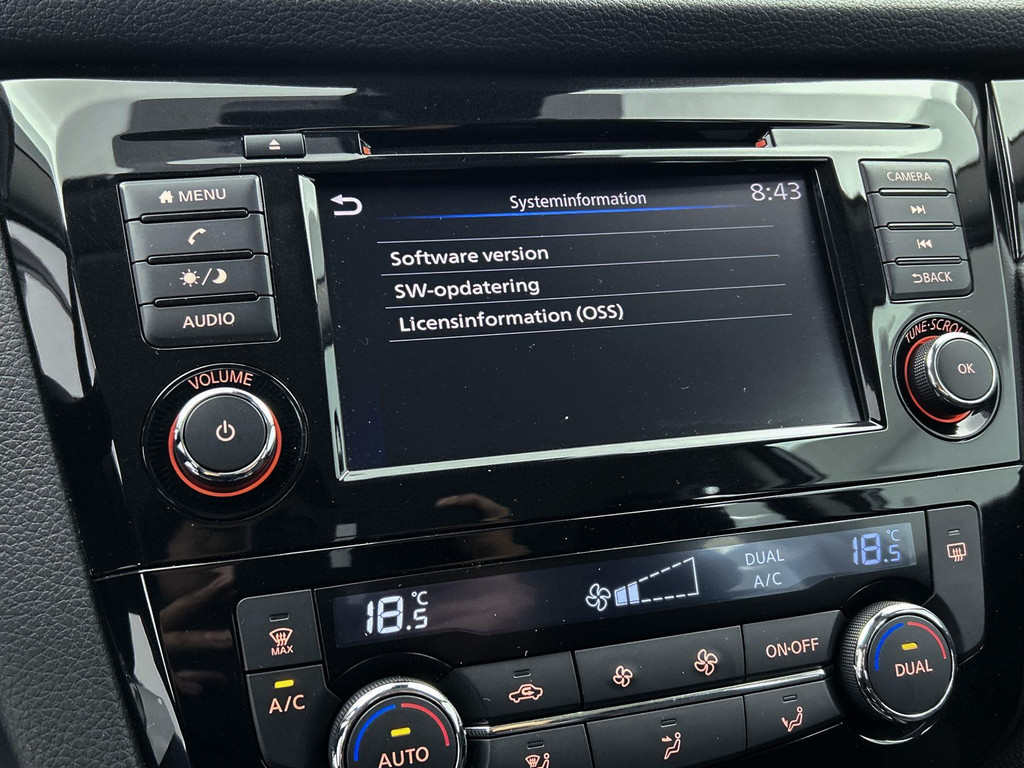 MENU
AUDIO
VOLUME
Systeminformation
8:43
Software version
SW-opdatering
Licensinformation (OSS)
CAMERA
BACK
TUNE·SCROLL
OK
18.5 °C
DUAL
A/C
18.5 °C
MAX
A/C
AUTO
ON·OFF
DUAL